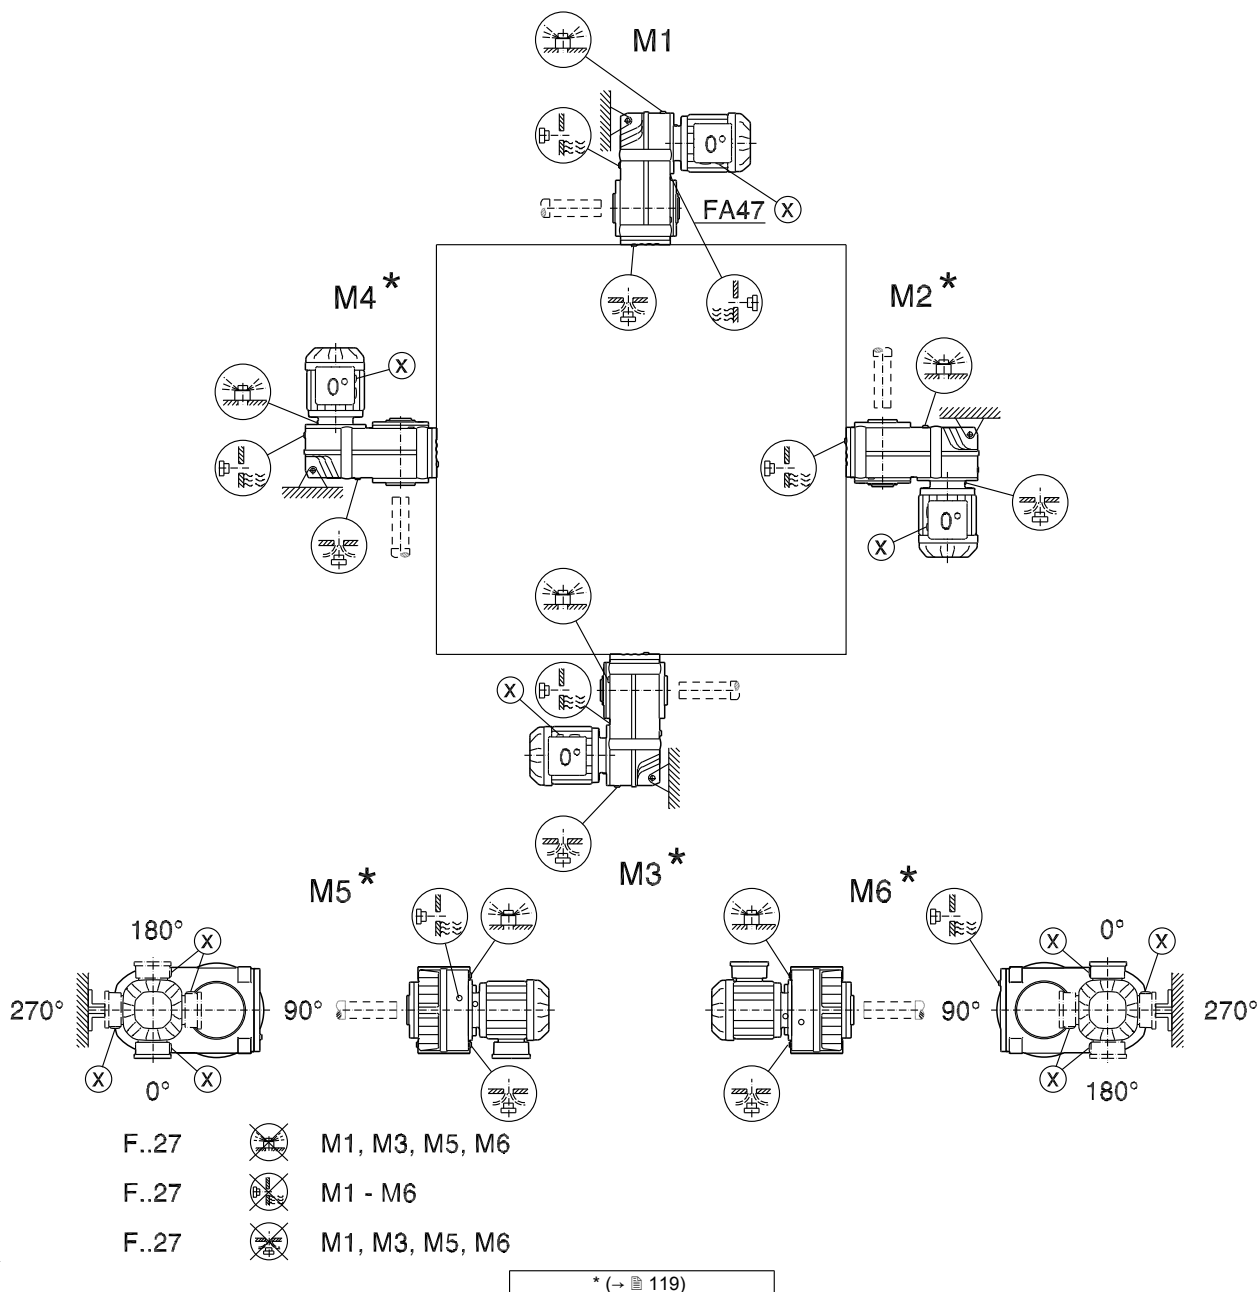 M1
0°
FA47 X
M4*
M2*
X
0°
0°
X
X
0°
M3*
M5*
M6*
180°
X
270°
90°
X
0°
X
0°
X
X
90°
270°
X
180°
F..27 M1, M3, M5, M6
F..27 M1 - M6
F..27 M1, M3, M5, M6
* (→ 119)